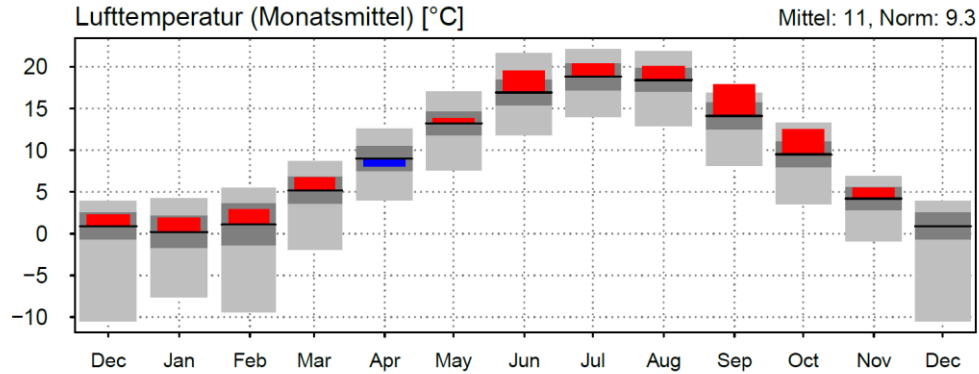 Lufttemperatur (Monatsmittel) [°C]
Mittel: 11, Norm: 9.3
20
15
10
5
0
−5
−10
Dec Jan Feb Mar Apr May Jun Jul Aug Sep Oct Nov Dec